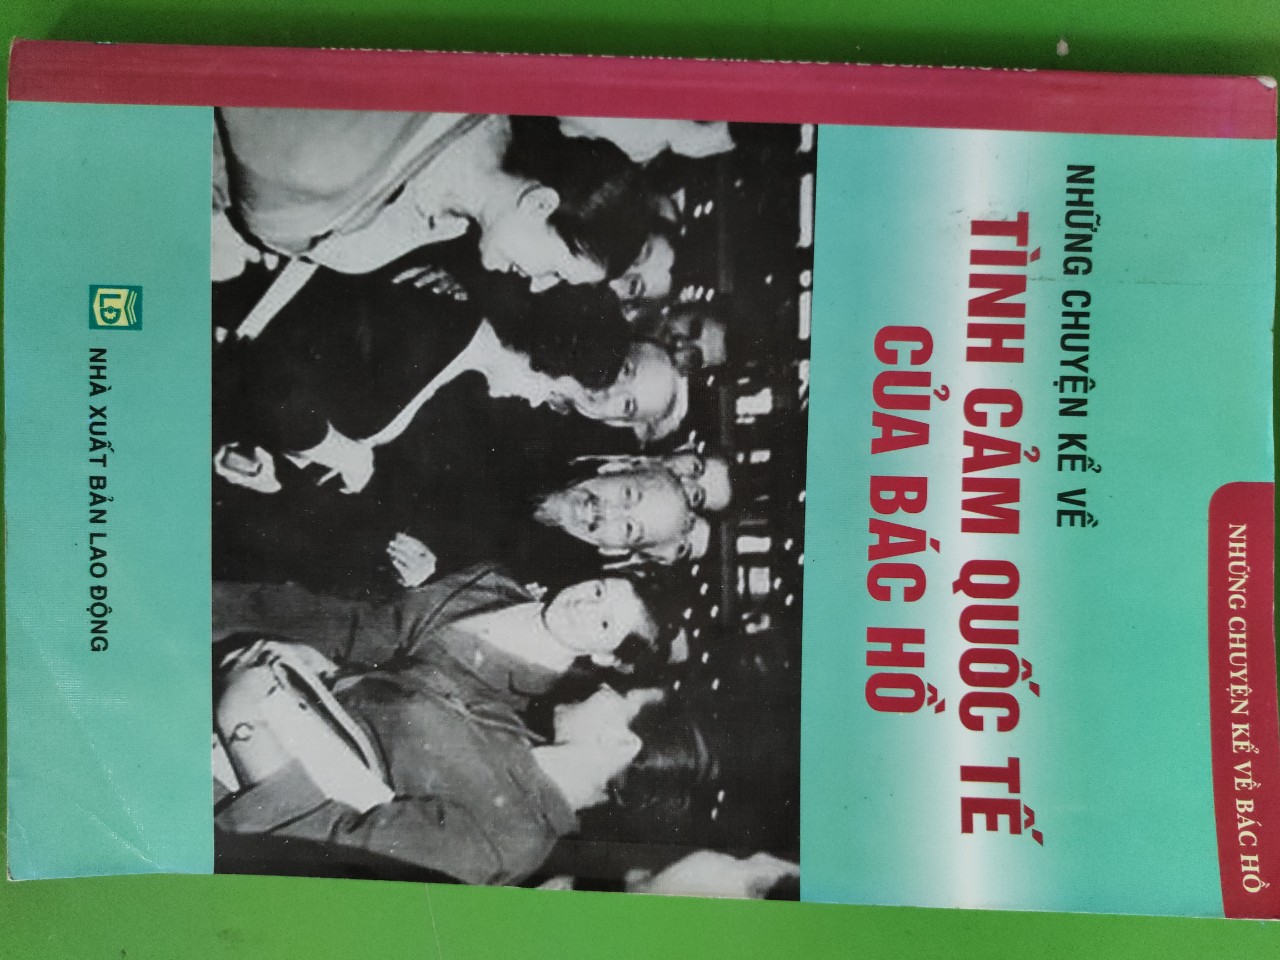 NHỮNG CHUYỆN KỂ VỀ BÁC HỒ
NHỮNG CHUYỆN KỂ VỀ
TÌNH CẢM QUỐC TẾ
CỦA BÁC HỒ
LĐ
NHÀ XUẤT BẢN LAO ĐỘNG